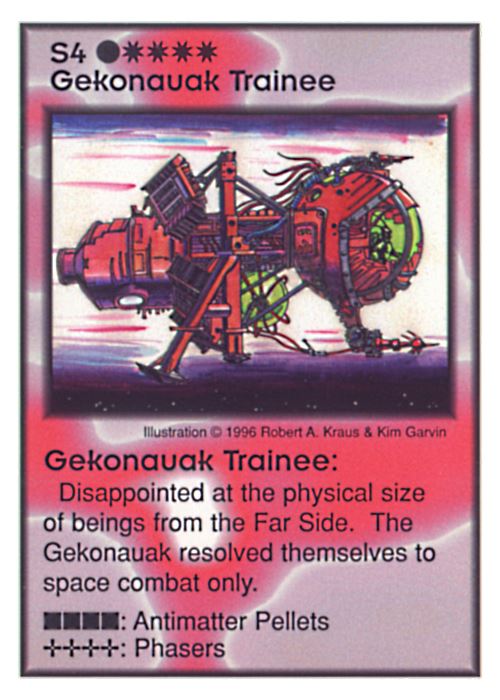 S4 ●✷✷✷✷
Gekonauak Trainee
Illustration © 1996 Robert A. Kraus & Kim Garvin
Gekonauak Trainee:
Disappointed at the physical size
of beings from the Far Side. The
Gekonauak resolved themselves to
space combat only.
■■■■: Antimatter Pellets
✢✢✢✢: Phasers